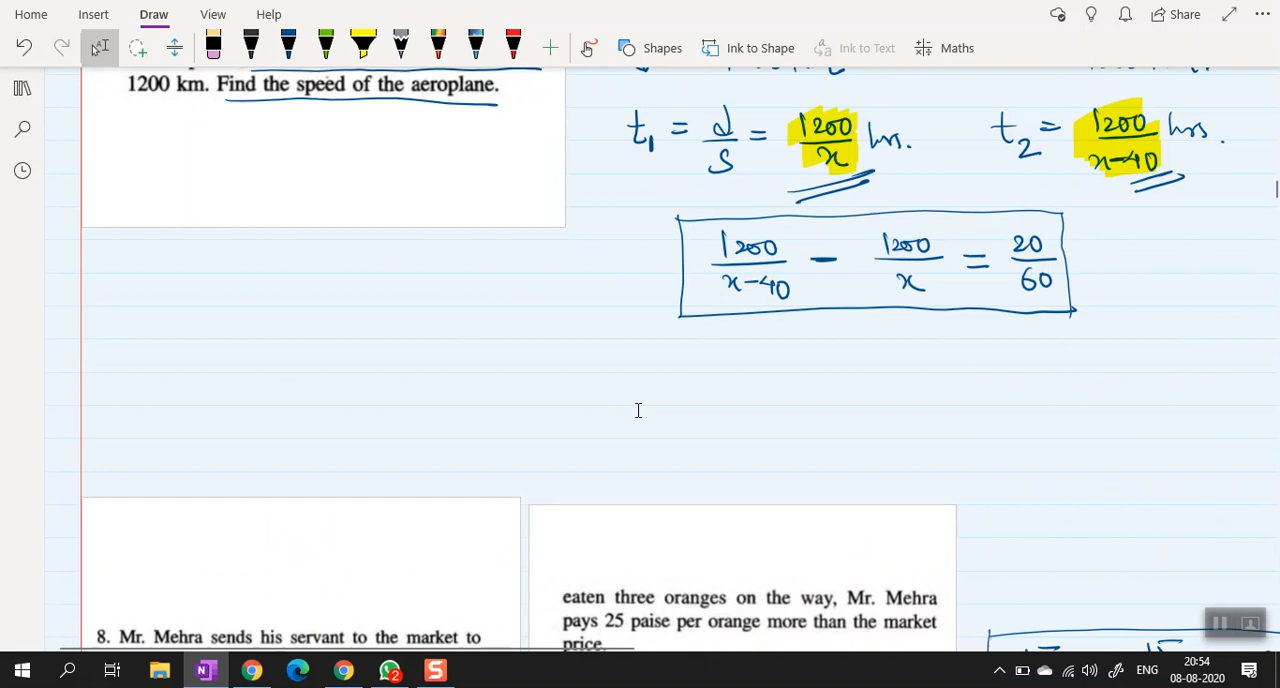 Home Insert Draw View Help Share
Shapes Ink to Shape Ink to Text Maths
1200 km. Find the speed of the aeroplane.
t₁ = d/s = 1200/x hrs. t₂ = 1200/x-40 hrs.
1200/x-40 - 1200/x = 20/60
8. Mr. Mehra sends his servant to the market to
eaten three oranges on the way, Mr. Mehra
pays 25 paise per orange more than the market
price
ENG 20:54
08-08-2020